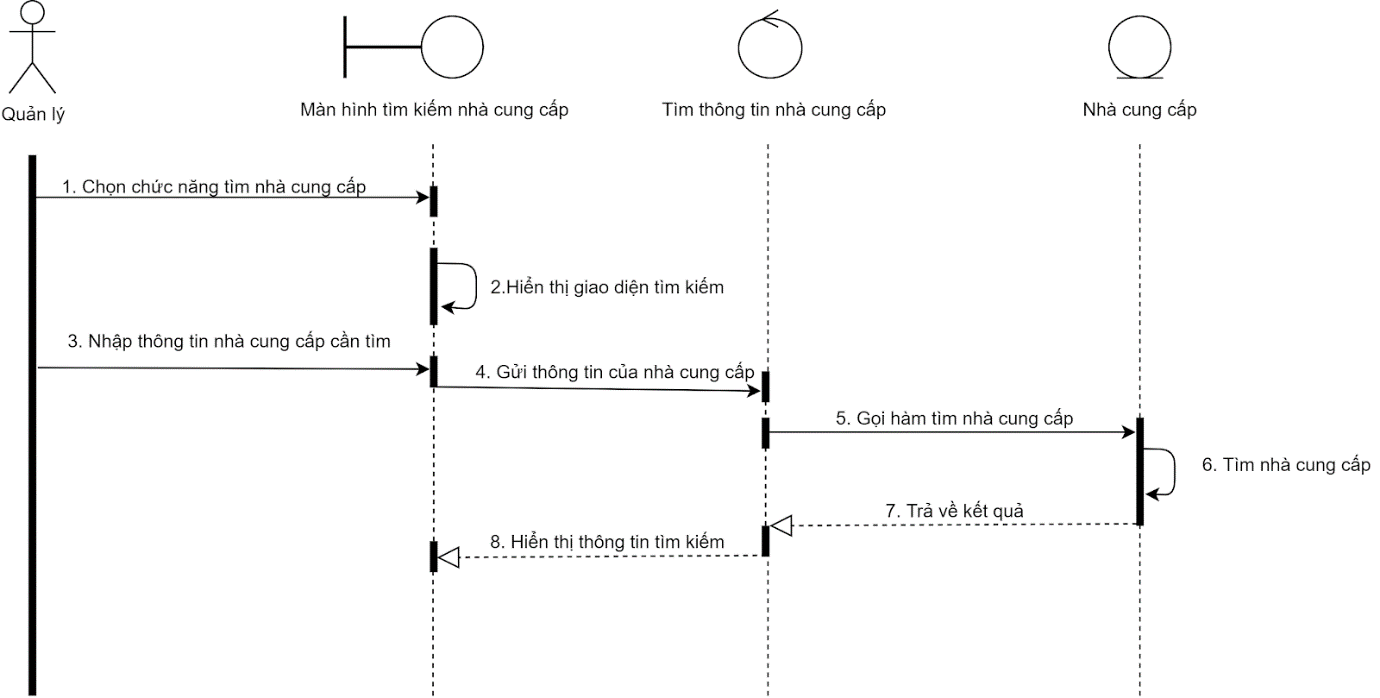 Quản lý
Màn hình tìm kiếm nhà cung cấp
Tìm thông tin nhà cung cấp
Nhà cung cấp
1. Chọn chức năng tìm nhà cung cấp
2.Hiển thị giao diện tìm kiếm
3. Nhập thông tin nhà cung cấp cần tìm
4. Gửi thông tin của nhà cung cấp
5. Gọi hàm tìm nhà cung cấp
6. Tìm nhà cung cấp
7. Trả về kết quả
8. Hiển thị thông tin tìm kiếm